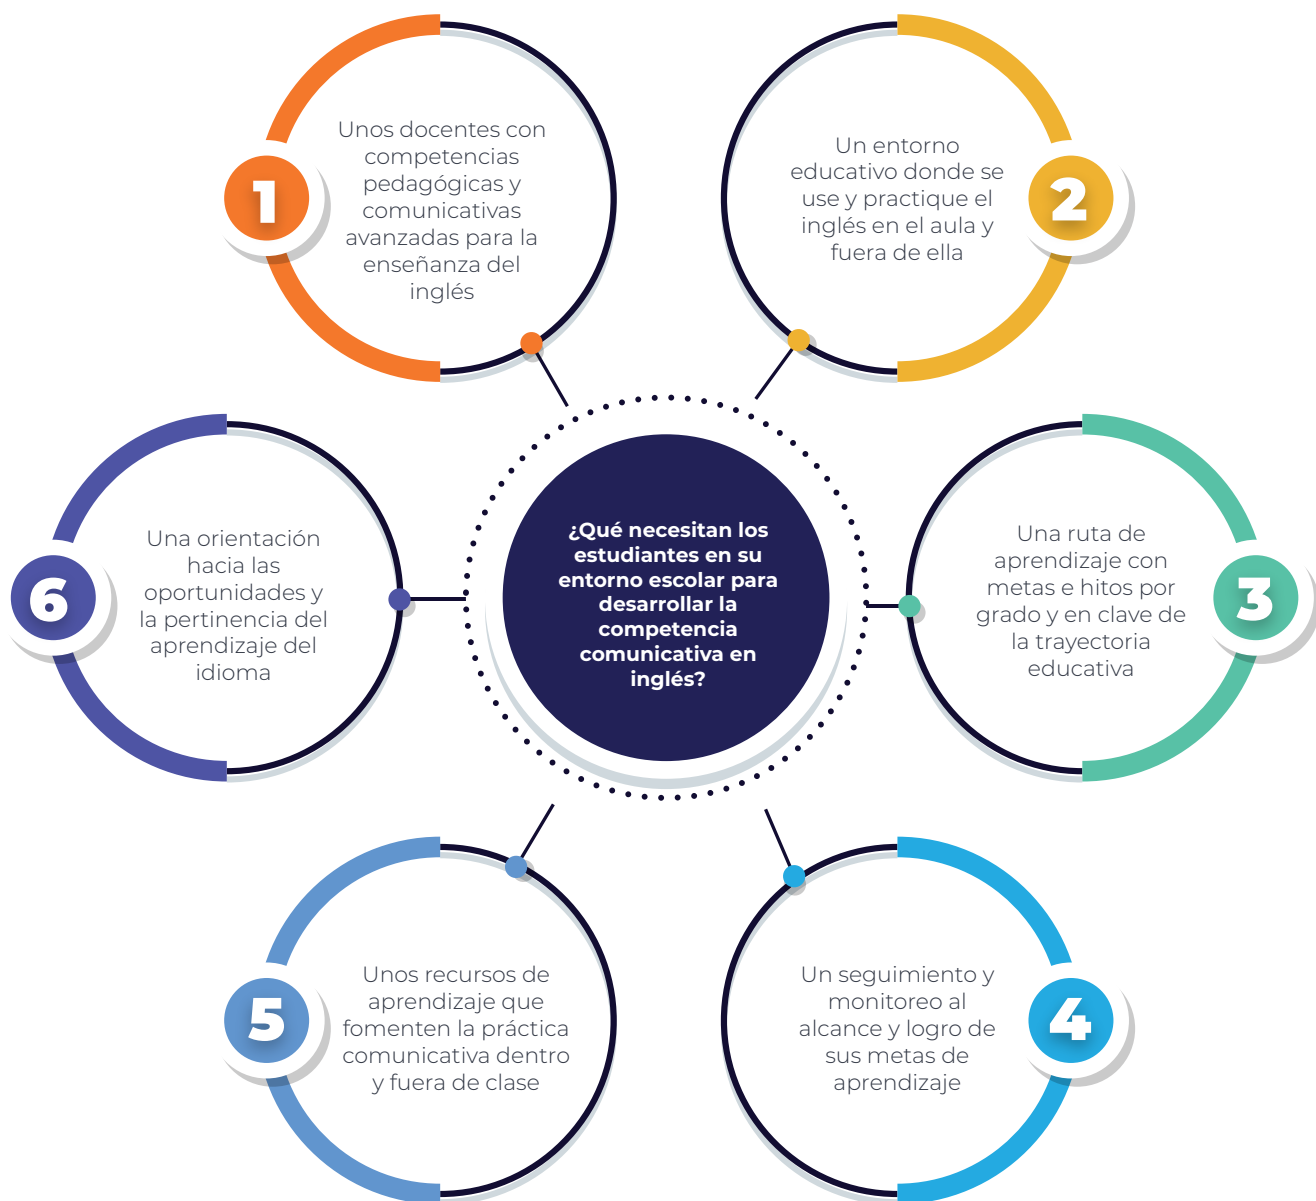 1
Unos docentes con
competencias
pedagógicas y
comunicativas
avanzadas para la
enseñanza del
inglés
2
Un entorno
educativo donde se
use y practique el
inglés en el aula y
fuera de ella
¿Qué necesitan los
estudiantes en su
entorno escolar para
desarrollar la
competencia
comunicativa en
inglés?
3
Una ruta de
aprendizaje con
metas e hitos por
grado y en clave de
la trayectoria
educativa
4
Un seguimiento y
monitoreo al
alcance y logro de
sus metas de
aprendizaje
5
Unos recursos de
aprendizaje que
fomenten la práctica
comunicativa dentro
y fuera de clase
6
Una orientación
hacia las
oportunidades y
la pertinencia del
aprendizaje del
idioma